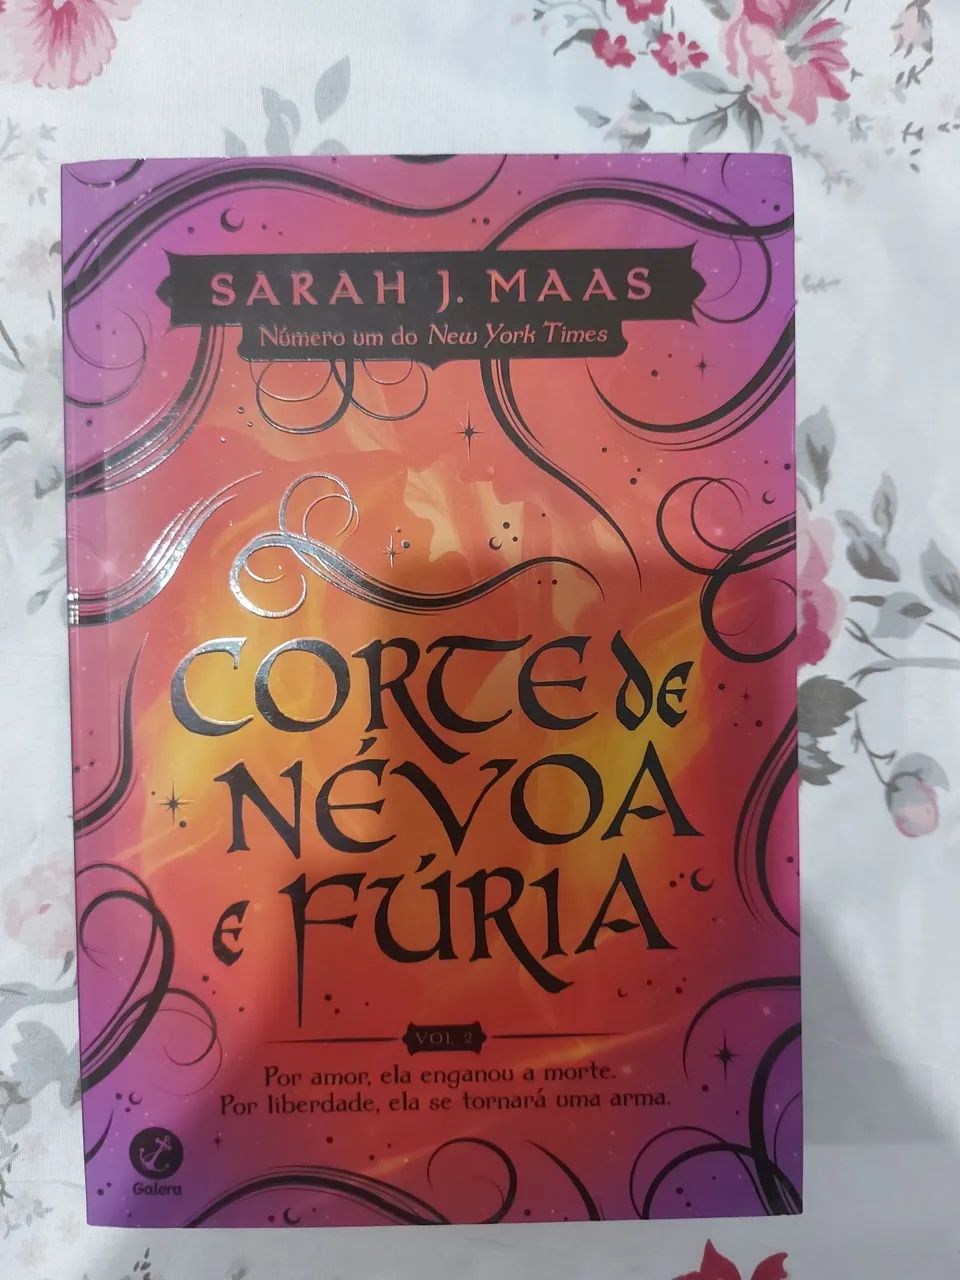 SARAH J. MAAS
Número um do New York Times
CORTE DE
NÉVOA
E FÚRIA
VOL. 2
Por amor, ela enganou a morte.
Por liberdade, ela se tornará uma arma.
Galera